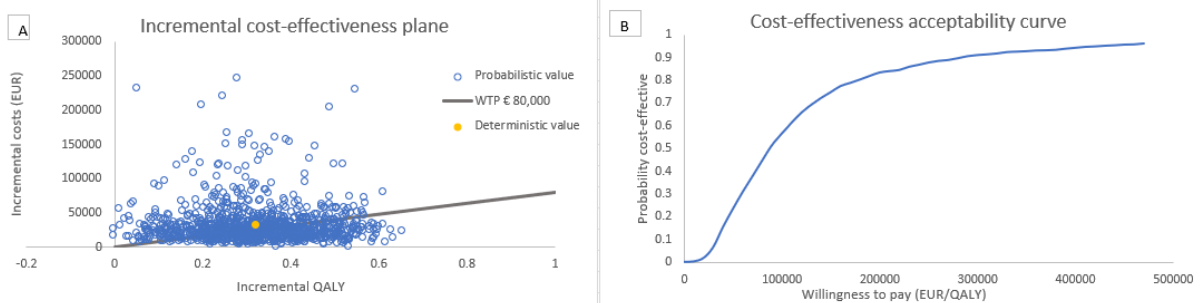 A
Incremental cost-effectiveness plane
300000
250000
200000
150000
100000
50000
0
-0.2
0
0.2
0.4
0.6
0.8
1
Incremental costs (EUR)
Incremental QALY
Probabilistic value
WTP € 80,000
Deterministic value
B
Cost-effectiveness acceptability curve
1
0.9
0.8
0.7
0.6
0.5
0.4
0.3
0.2
0.1
0
0
100000
200000
300000
400000
500000
Probability cost-effective
Willingness to pay (EUR/QALY)